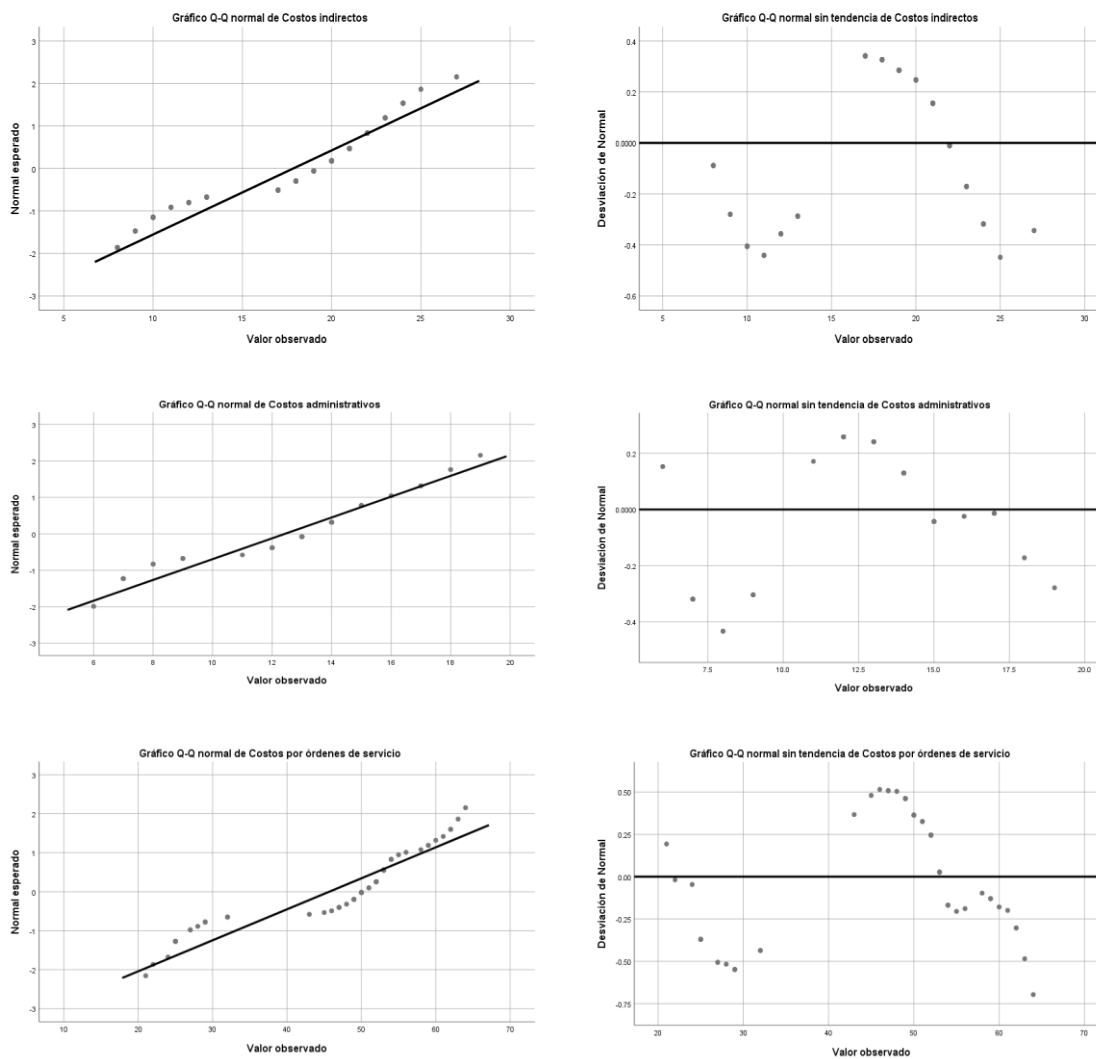 Gráfico Q-Q normal de Costos indirectos
Normal esperado
3
2
1
0
-1
-2
-3
5 10 15 20 25 30
Valor observado
Gráfico Q-Q normal sin tendencia de Costos indirectos
Desviación de Normal
0.4
0.2
0.0000
-0.2
-0.4
-0.6
5 10 15 20 25 30
Valor observado
Gráfico Q-Q normal de Costos administrativos
Normal esperado
3
2
1
0
-1
-2
-3
6 8 10 12 14 16 18 20
Valor observado
Gráfico Q-Q normal sin tendencia de Costos administrativos
Desviación de Normal
0.2
0.0000
-0.2
-0.4
7.5 10.0 12.5 15.0 17.5 20.0
Valor observado
Gráfico Q-Q normal de Costos por órdenes de servicio
Normal esperado
3
2
1
0
-1
-2
-3
10 20 30 40 50 60 70
Valor observado
Gráfico Q-Q normal sin tendencia de Costos por órdenes de servicio
Desviación de Normal
0.50
0.25
0.00
-0.25
-0.50
-0.75
20 30 40 50 60 70
Valor observado